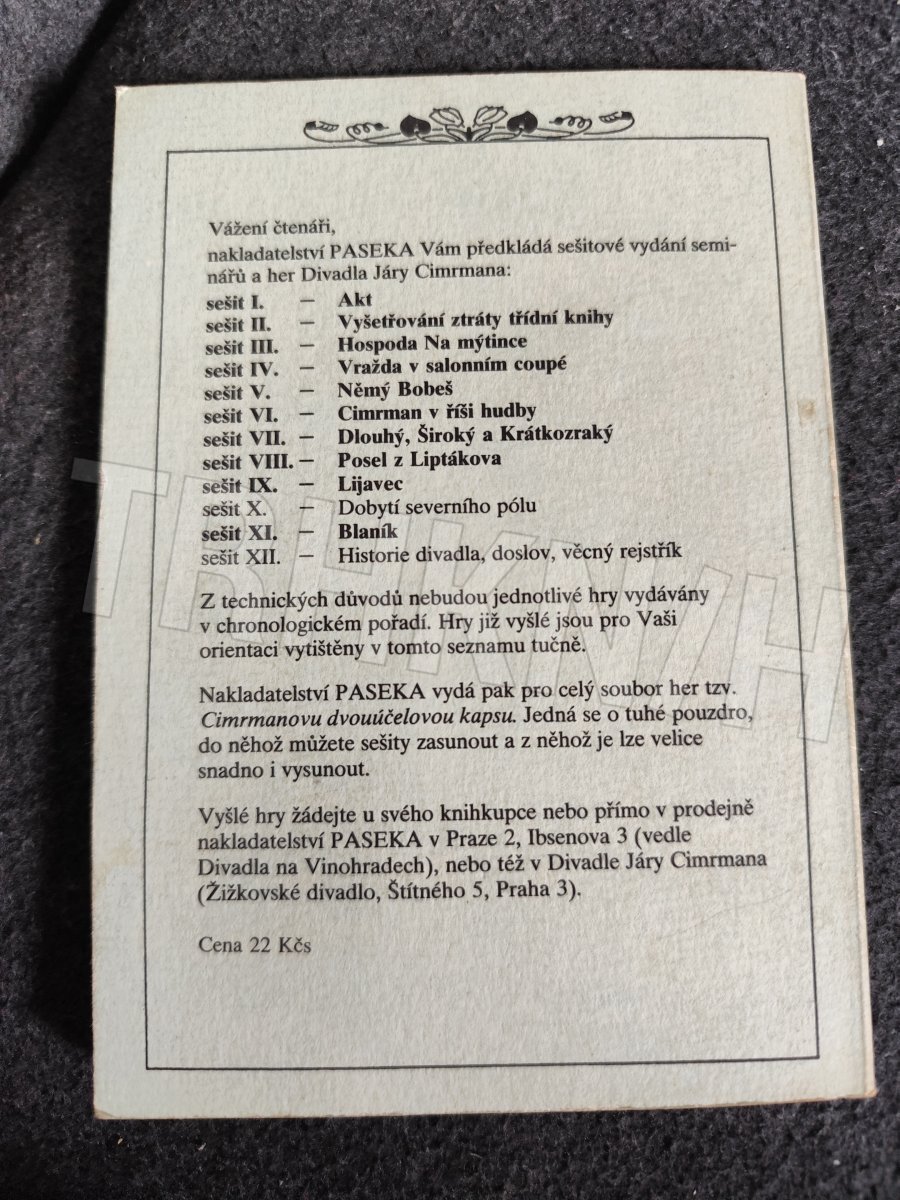 Vážení čtenáři,
nakladatelství PASEKA Vám předkládá sešitové vydání semi-
nářů a her Divadla Járy Cimrmana:
sešit I. – Akt
sešit II. – Vyšetřování ztráty třídní knihy
sešit III. – Hospoda Na mýtince
sešit IV. – Vražda v salonním coupé
sešit V. – Němý Bobeš
sešit VI. – Cimrman v říši hudby
sešit VII. – Dlouhý, Široký a Krátkozraký
sešit VIII. – Posel z Liptákova
sešit IX. – Lijavec
sešit X. – Dobytí severního pólu
sešit XI. – Blaník
sešit XII. – Historie divadla, doslov, věcný rejstřík
Z technických důvodů nebudou jednotlivé hry vydávány
v chronologickém pořadí. Hry již vyšlé jsou pro Vaši
orientaci vytištěny v tomto seznamu tučně.
Nakladatelství PASEKA vydá pak pro celý soubor her tzv.
Cimrmanovu dvouúčelovou kapsu. Jedná se o tuhé pouzdro,
do něhož můžete sešity zasunout a z něhož je lze velice
snadno i vysunout.
Vyšlé hry žádejte u svého knihkupce nebo přímo v prodejně
nakladatelství PASEKA v Praze 2, Ibsenova 3 (vedle
Divadla na Vinohradech), nebo též v Divadle Járy Cimrmana
(Žižkovské divadlo, Štítného 5, Praha 3).
Cena 22 Kčs